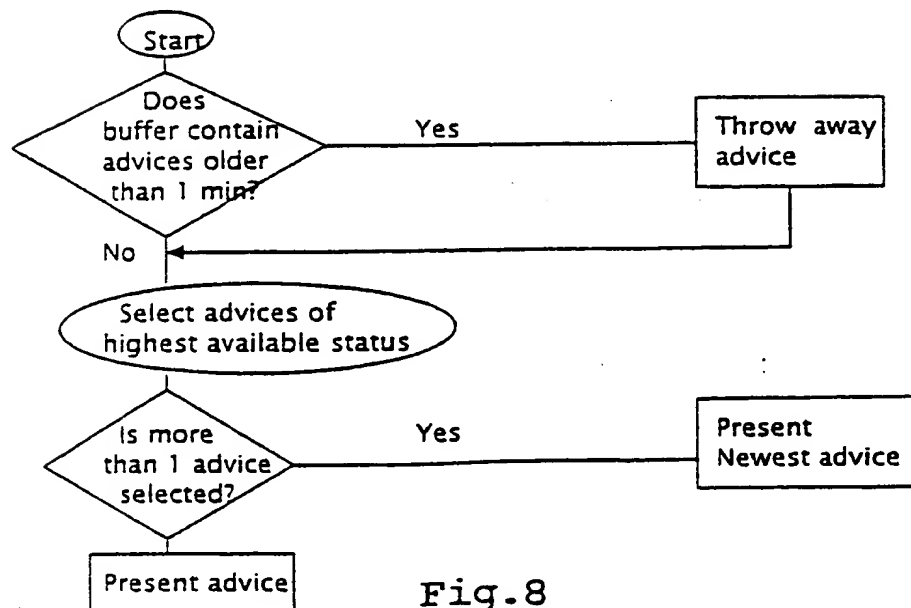 Start
Does
buffer contain
advices older
than 1 min?
Yes
Throw away
advice
No
Select advices of
highest available status
Is more
than 1 advice
selected?
Yes
Present
Newest advice
Present advice
Fig.8